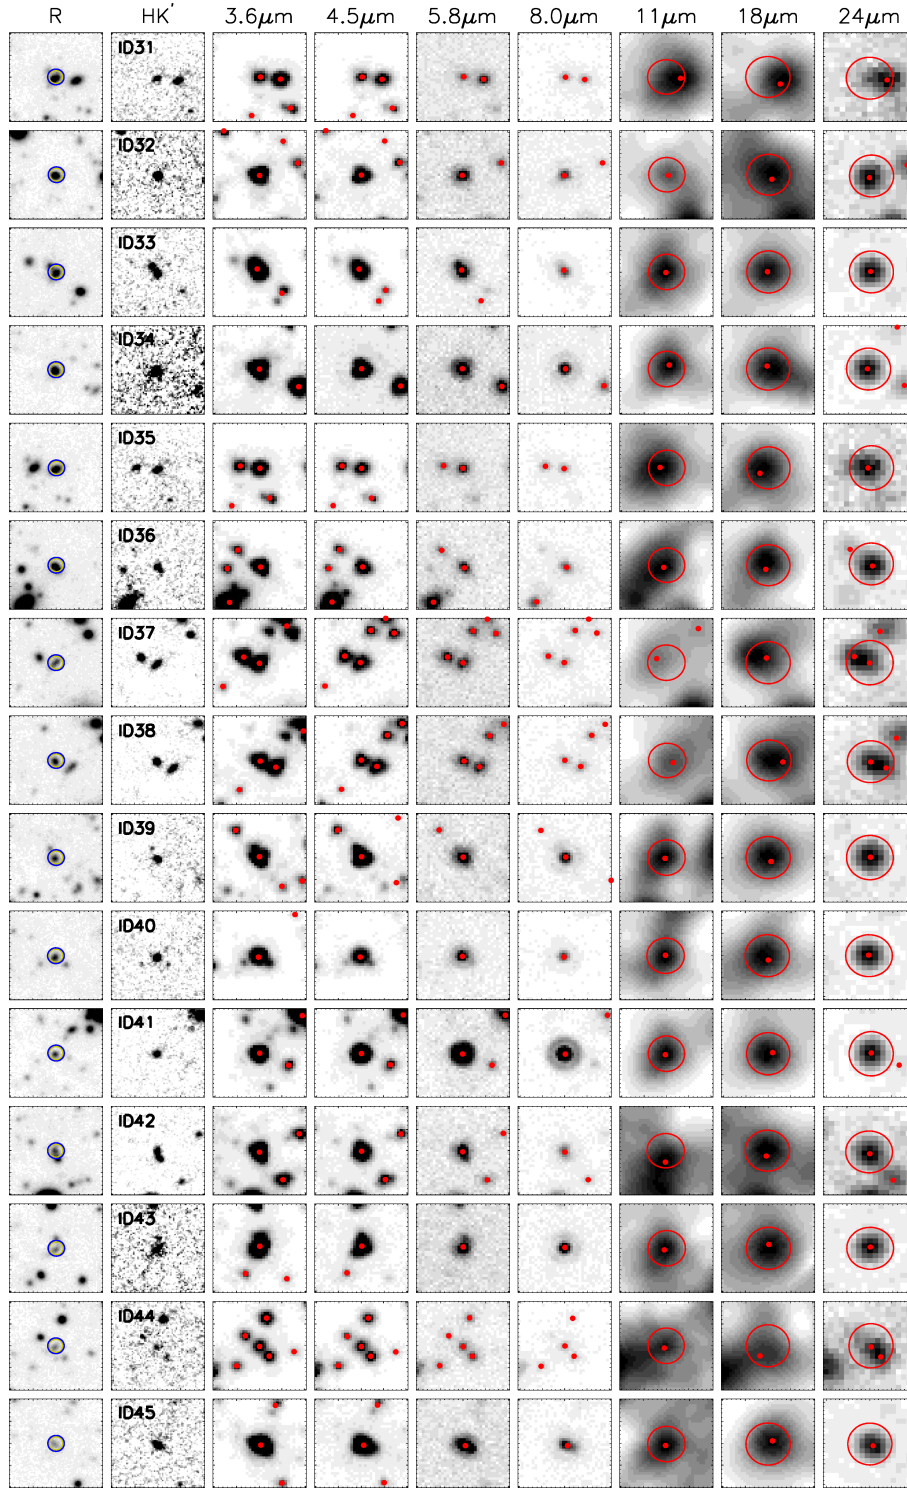 R HK' 3.6μm 4.5μm 5.8μm 8.0μm 11μm 18μm 24μm
ID31
ID32
ID33
ID34
ID35
ID36
ID37
ID38
ID39
ID40
ID41
ID42
ID43
ID44
ID45